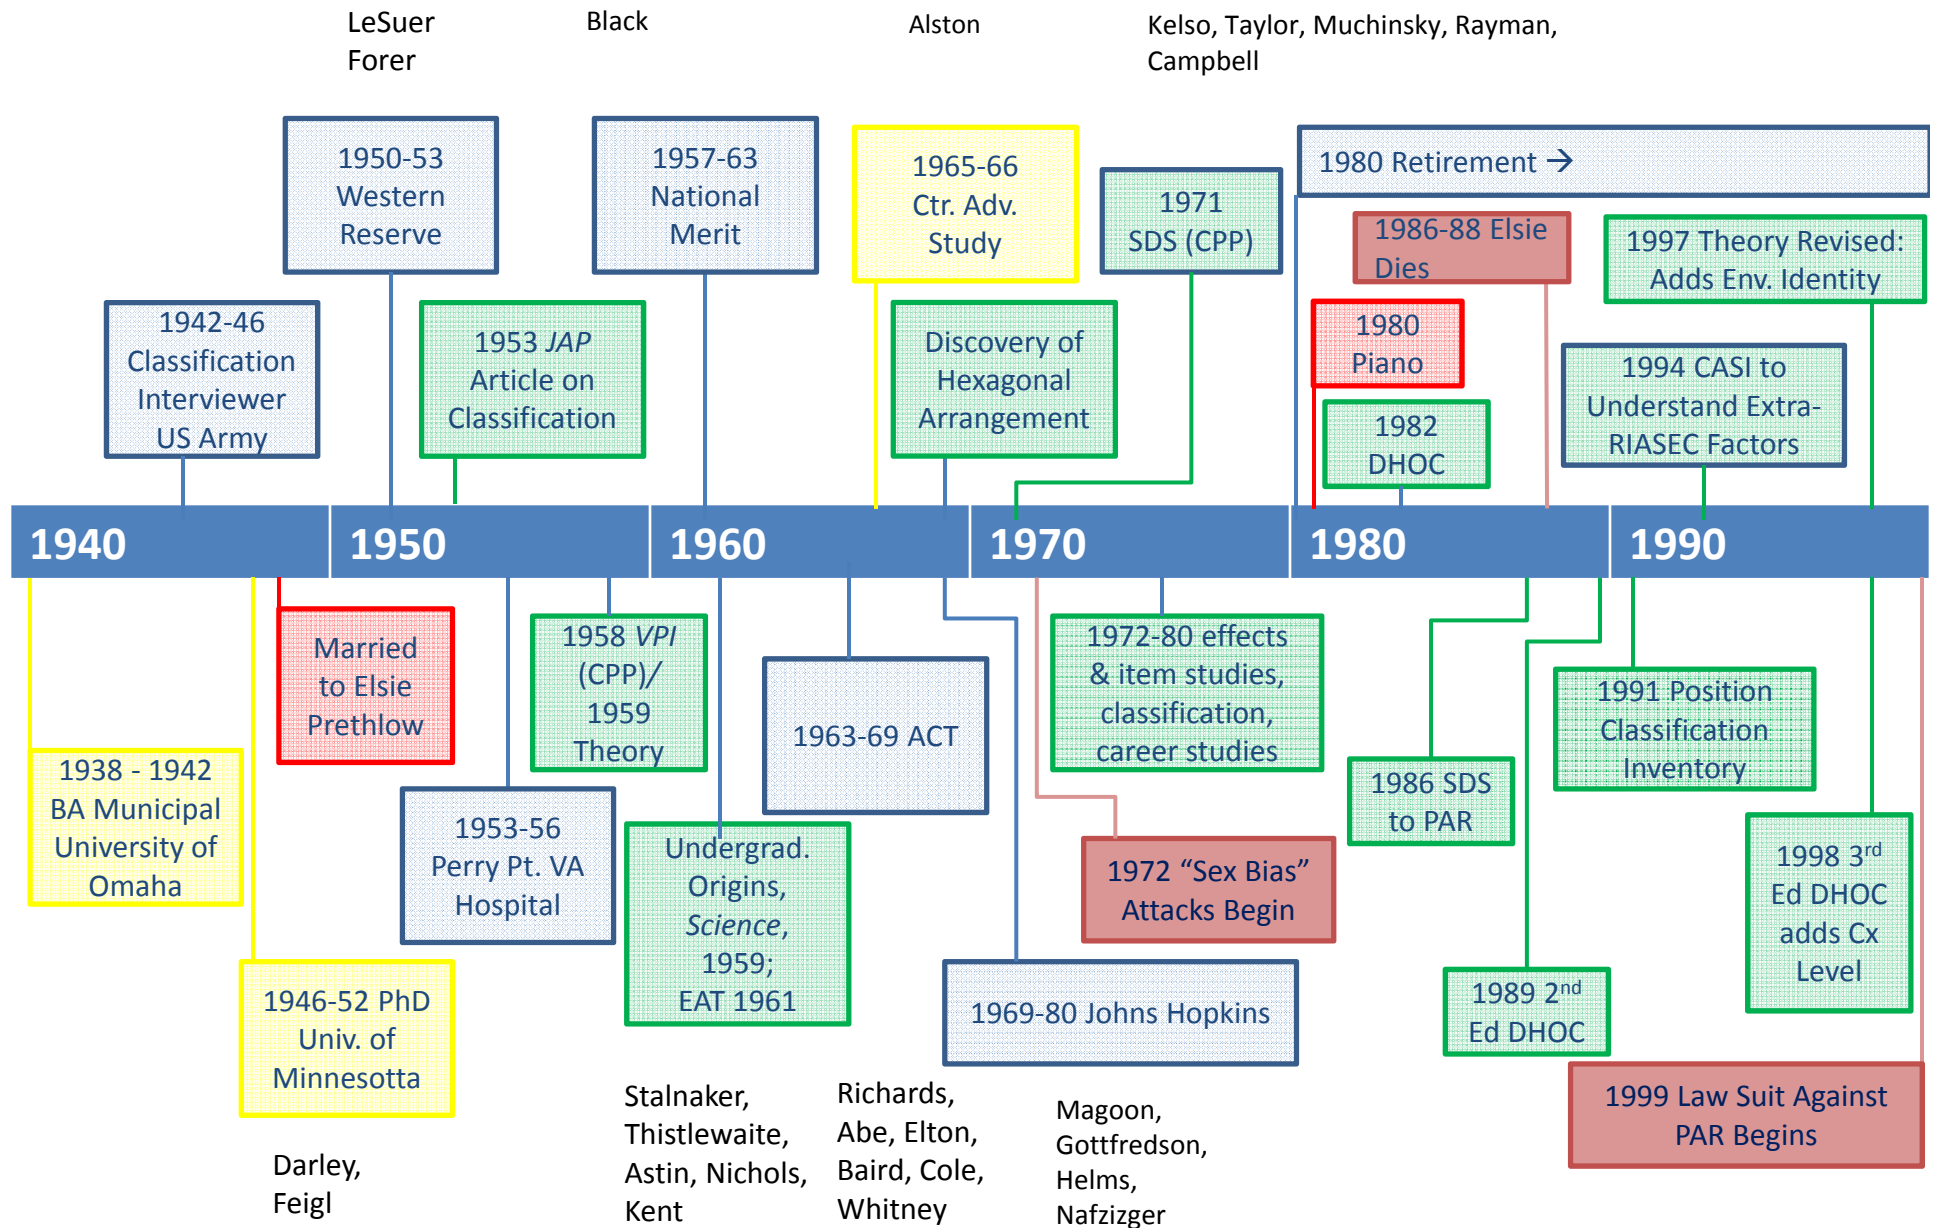 LeSuer
Forer
Black
Alston
Kelso, Taylor, Muchinsky, Rayman,
Campbell
1950-53
Western
Reserve
1957-63
National
Merit
1965-66
Ctr. Adv.
Study
1971
SDS (CPP)
1980 Retirement →
1986-88 Elsie
Dies
1997 Theory Revised:
Adds Env. Identity
1942-46
Classification
Interviewer
US Army
1953 JAP
Article on
Classification
Discovery of
Hexagonal
Arrangement
1980
Piano
1982
DHOC
1994 CASI to
Understand Extra-
RIASEC Factors
1940
1950
1960
1970
1980
1990
Married
to Elsie
Prethlow
1958 VPI
(CPP)/
1959
Theory
1963-69 ACT
1972-80 effects
& item studies,
classification,
career studies
1991 Position
Classification
Inventory
1938 - 1942
BA Municipal
University of
Omaha
1953-56
Perry Pt. VA
Hospital
Undergrad.
Origins,
Science,
1959;
EAT 1961
1972 “Sex Bias”
Attacks Begin
1986 SDS
to PAR
1998 3rd
Ed DHOC
adds Cx
Level
1946-52 PhD
Univ. of
Minnesotta
1969-80 Johns Hopkins
1989 2nd
Ed DHOC
1999 Law Suit Against
PAR Begins
Darley,
Feigl
Stalnaker,
Thistlewaite,
Astin, Nichols,
Kent
Richards,
Abe, Elton,
Baird, Cole,
Whitney
Magoon,
Gottfredson,
Helms,
Nafzizger